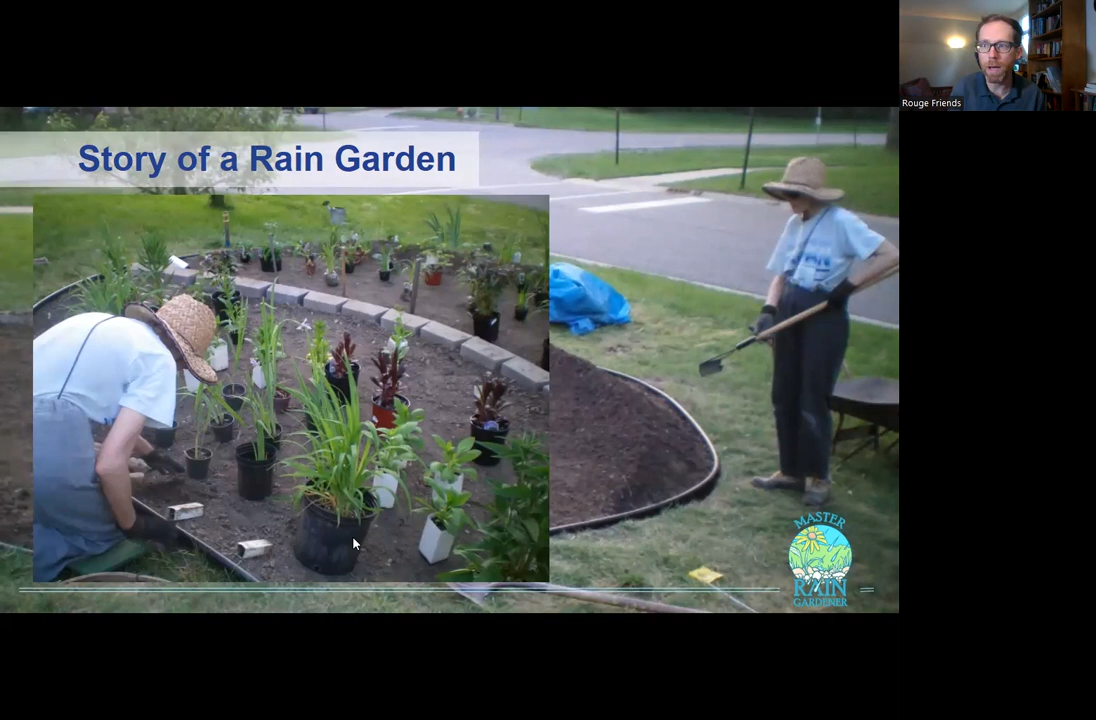 Rouge Friends
Story of a Rain Garden
MASTER
RAIN
GARDENER